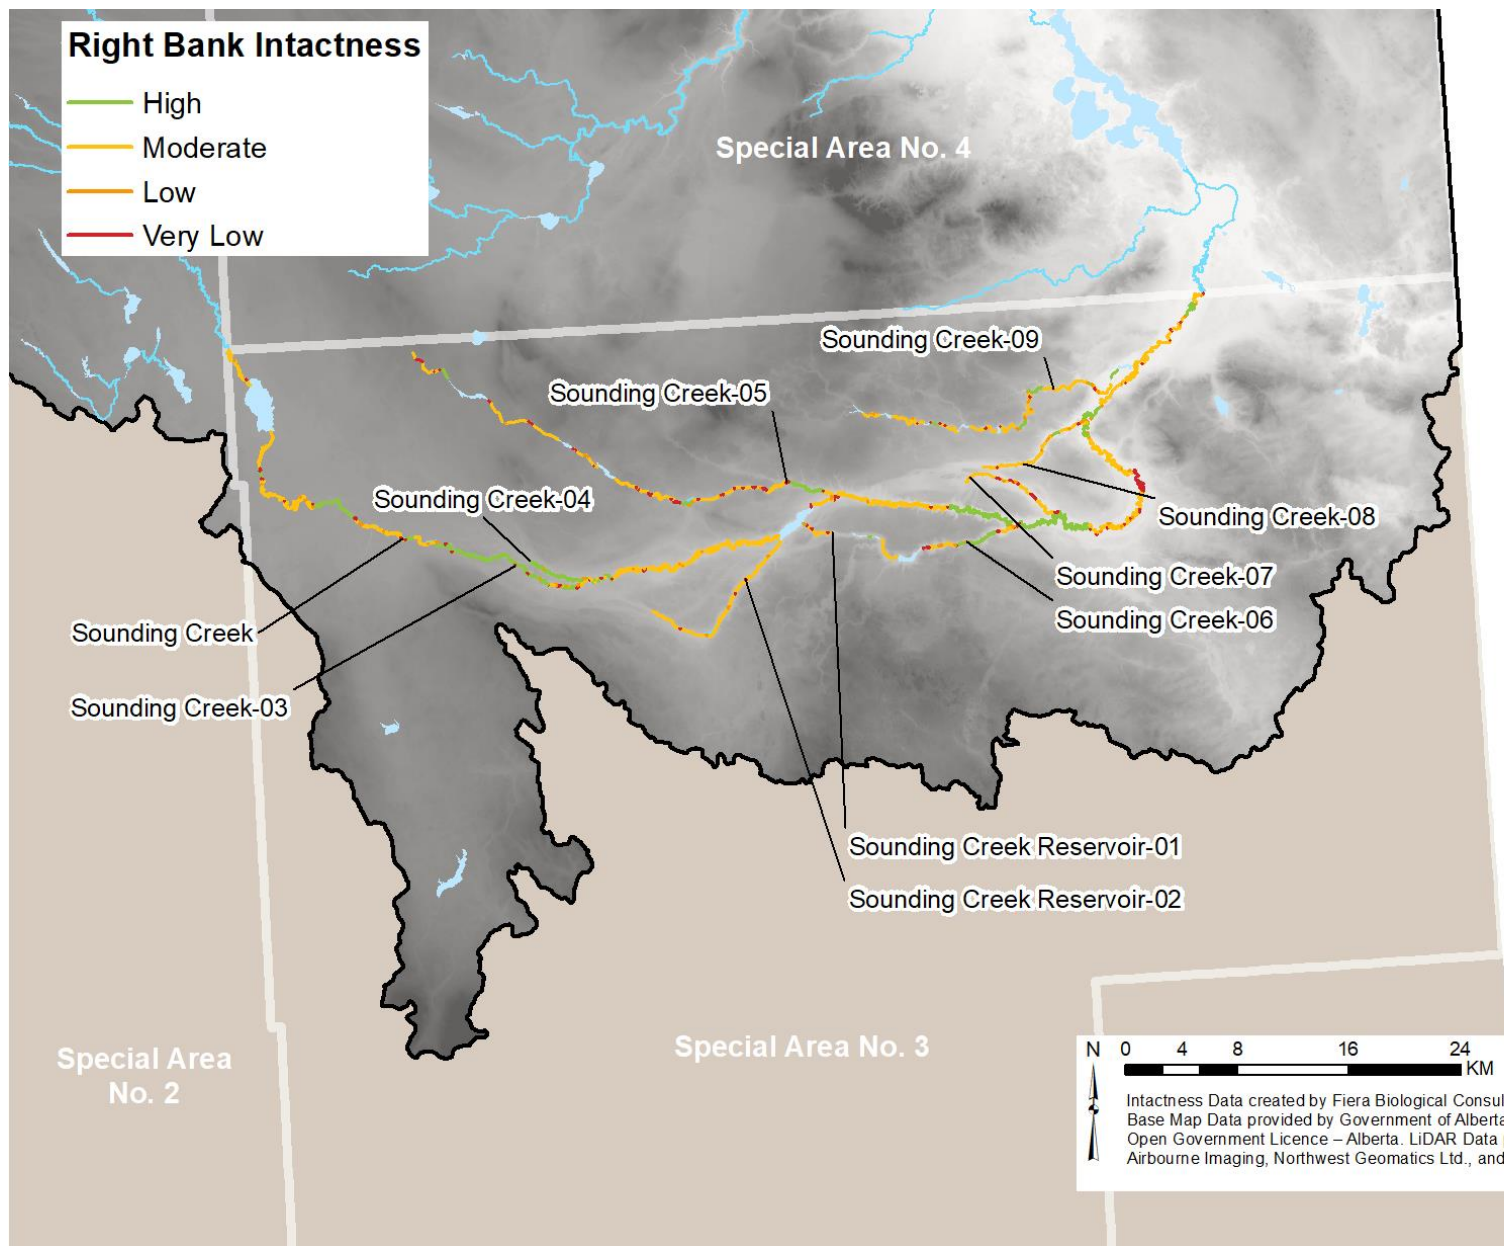 Right Bank Intactness
High
Moderate
Low
Very Low
Special Area No. 4
Sounding Creek-09
Sounding Creek-05
Sounding Creek-04
Sounding Creek-08
Sounding Creek-07
Sounding Creek-06
Sounding Creek
Sounding Creek-03
Sounding Creek Reservoir-01
Sounding Creek Reservoir-02
Special Area No. 3
Special Area
No. 2
N 0 4 8 16 24
KM
Intactness Data created by Fiera Biological Consul
Base Map Data provided by Government of Alberta
Open Government Licence – Alberta. LiDAR Data
Airbourne Imaging, Northwest Geomatics Ltd., and